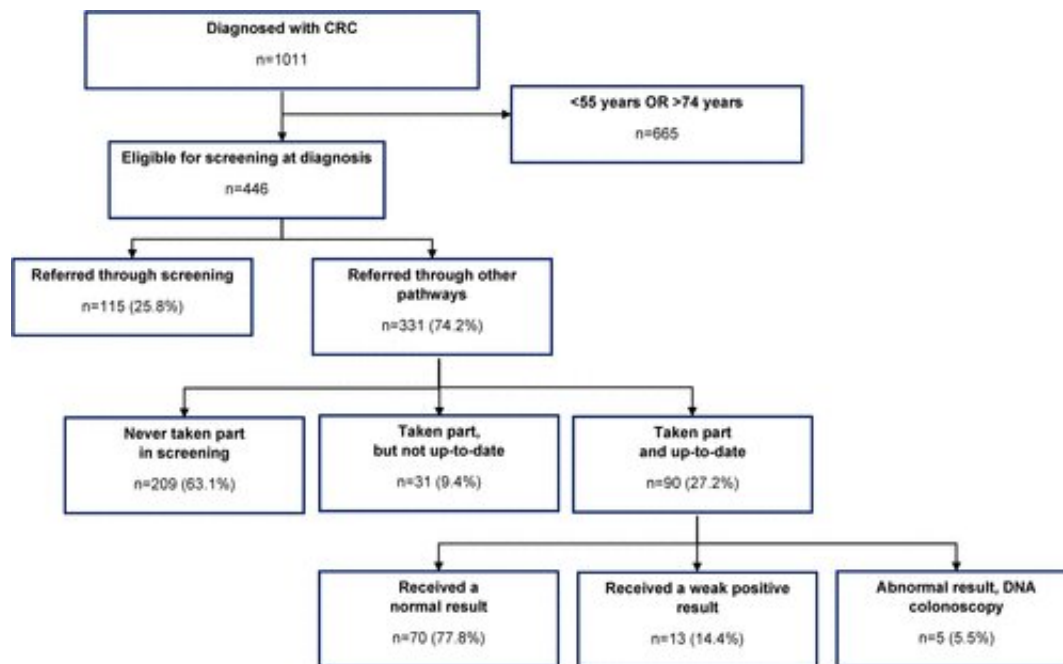 Diagnosed with CRC
n=1011
<55 years OR >74 years
n=665
Eligible for screening at diagnosis
n=446
Referred through screening
n=115 (25.8%)
Referred through other
pathways
n=331 (74.2%)
Never taken part
in screening
n=209 (63.1%)
Taken part,
but not up-to-date
n=31 (9.4%)
Taken part
and up-to-date
n=90 (27.2%)
Received a
normal result
n=70 (77.8%)
Received a weak positive
result
n=13 (14.4%)
Abnormal result, DNA
colonoscopy
n=5 (5.5%)